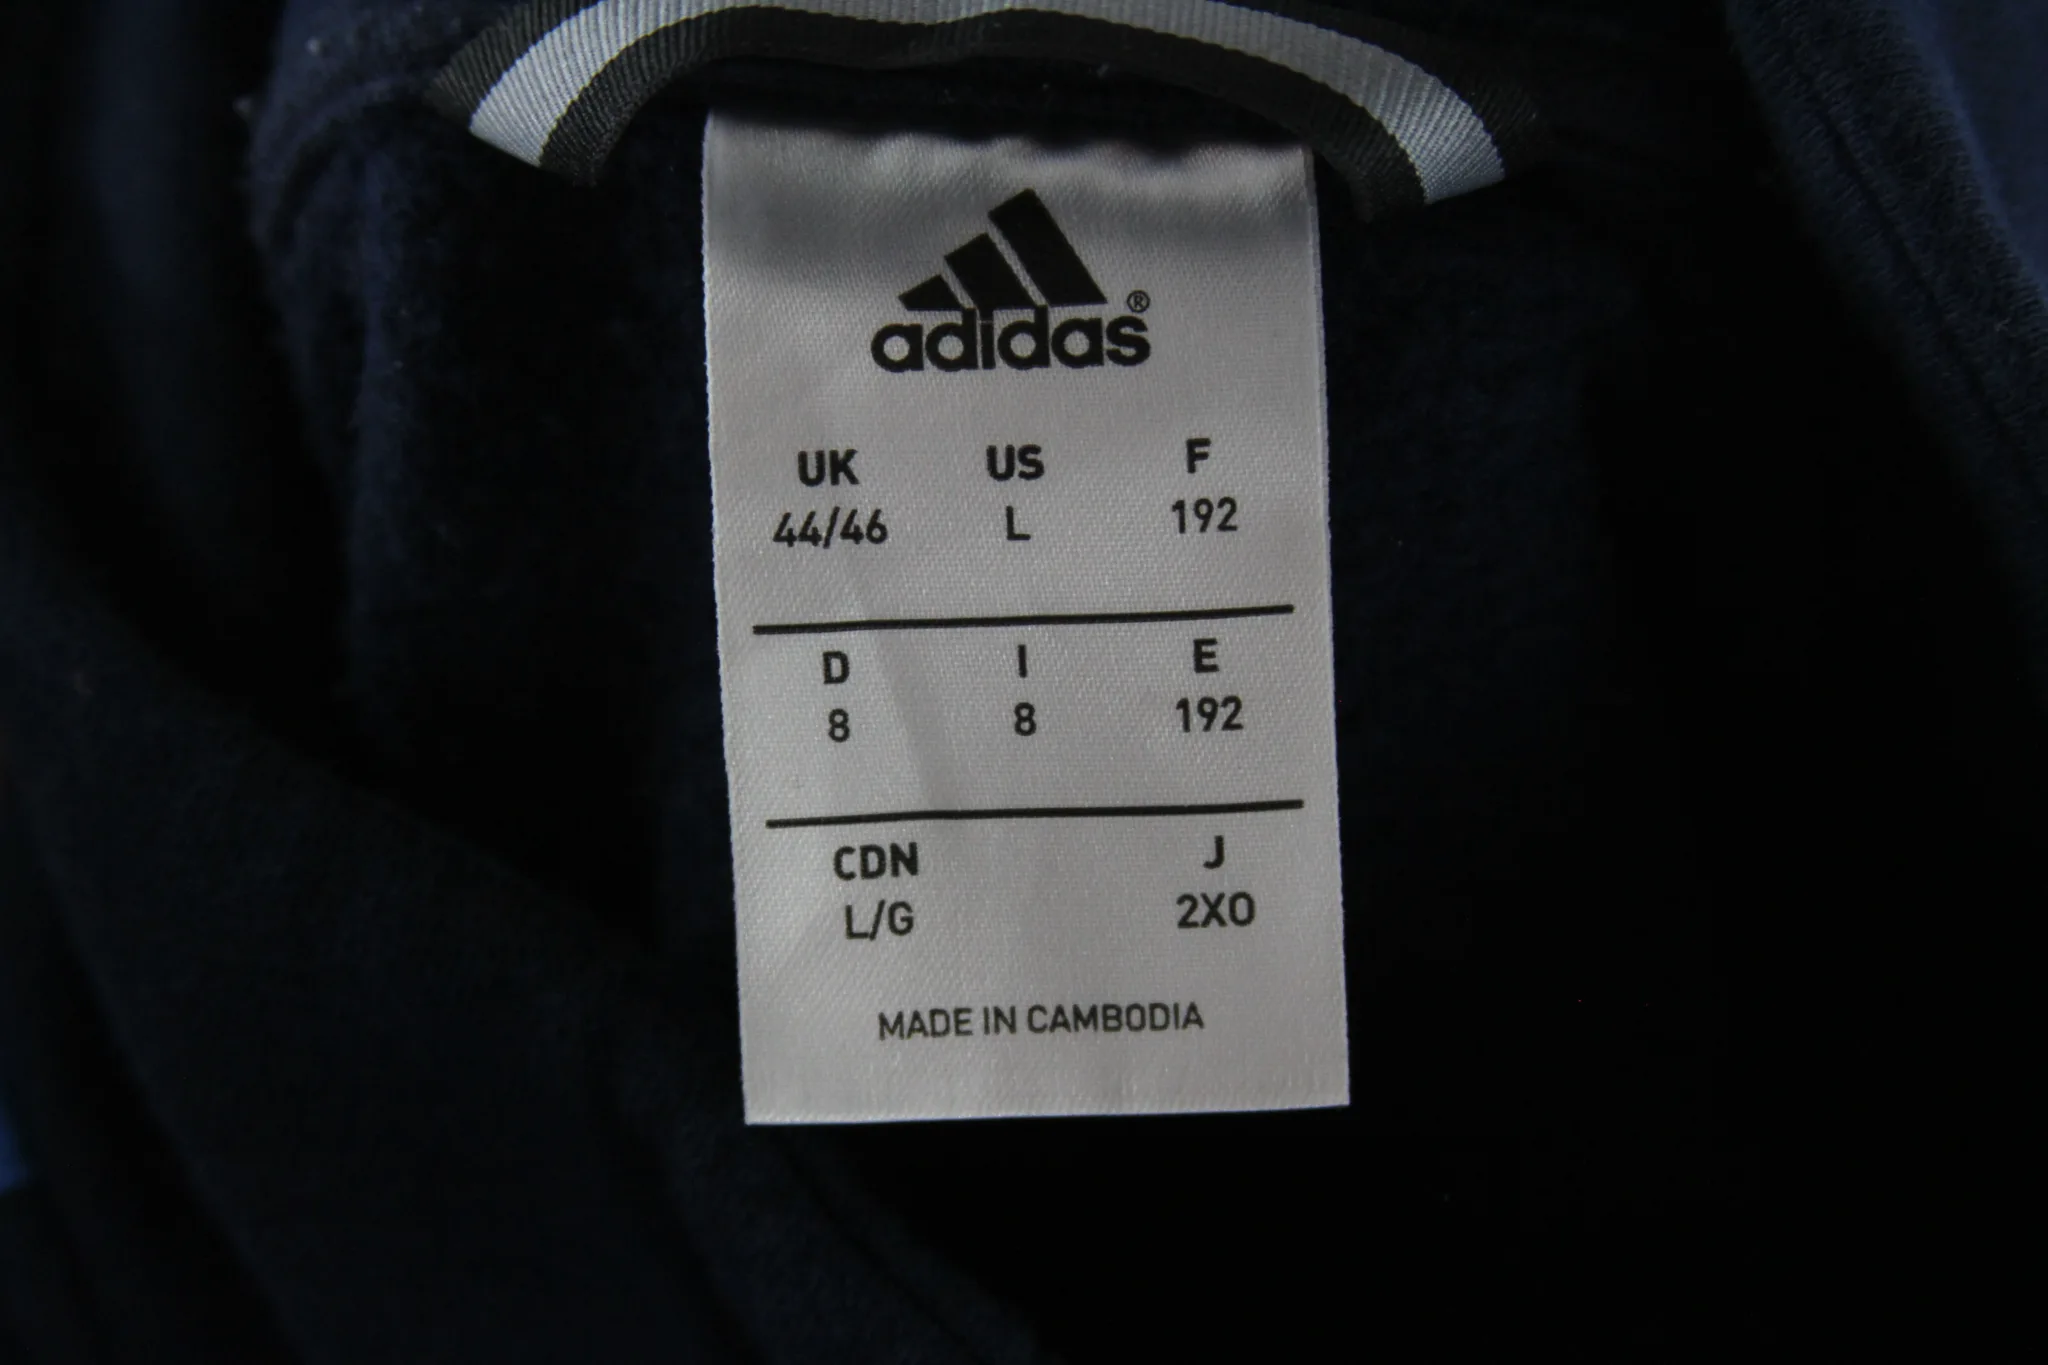 adidas®
UK US F
44/46 L 192
D I E
8 8 192
CDN J
L/G 2XO
MADE IN CAMBODIA